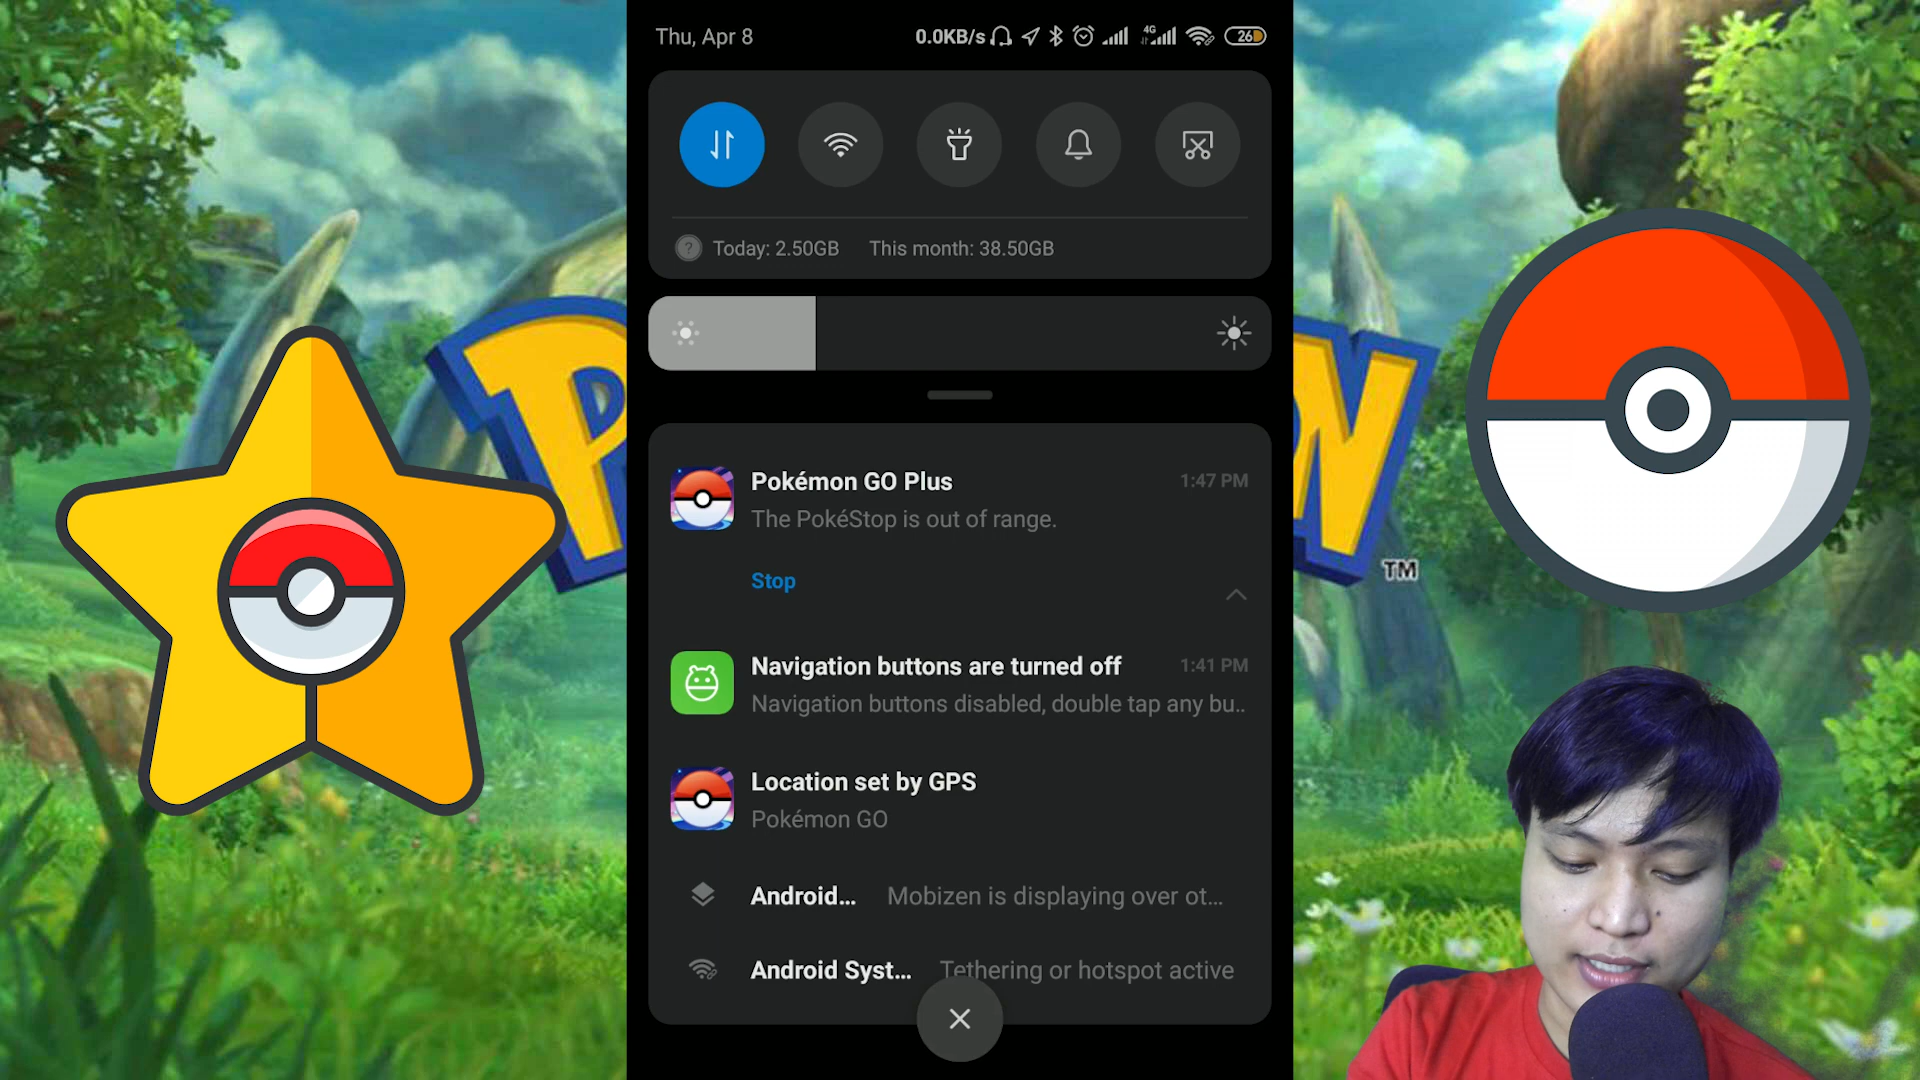 Thu, Apr 8
0.0KB/s 4G 26
Today: 2.50GB This month: 38.50GB
P N
TM
Pokémon GO Plus 1:47 PM
The PokéStop is out of range.
Stop
Navigation buttons are turned off 1:41 PM
Navigation buttons disabled, double tap any bu..
Location set by GPS
Pokémon GO
Android... Mobizen is displaying over ot...
Android Syst... Tethering or hotspot active